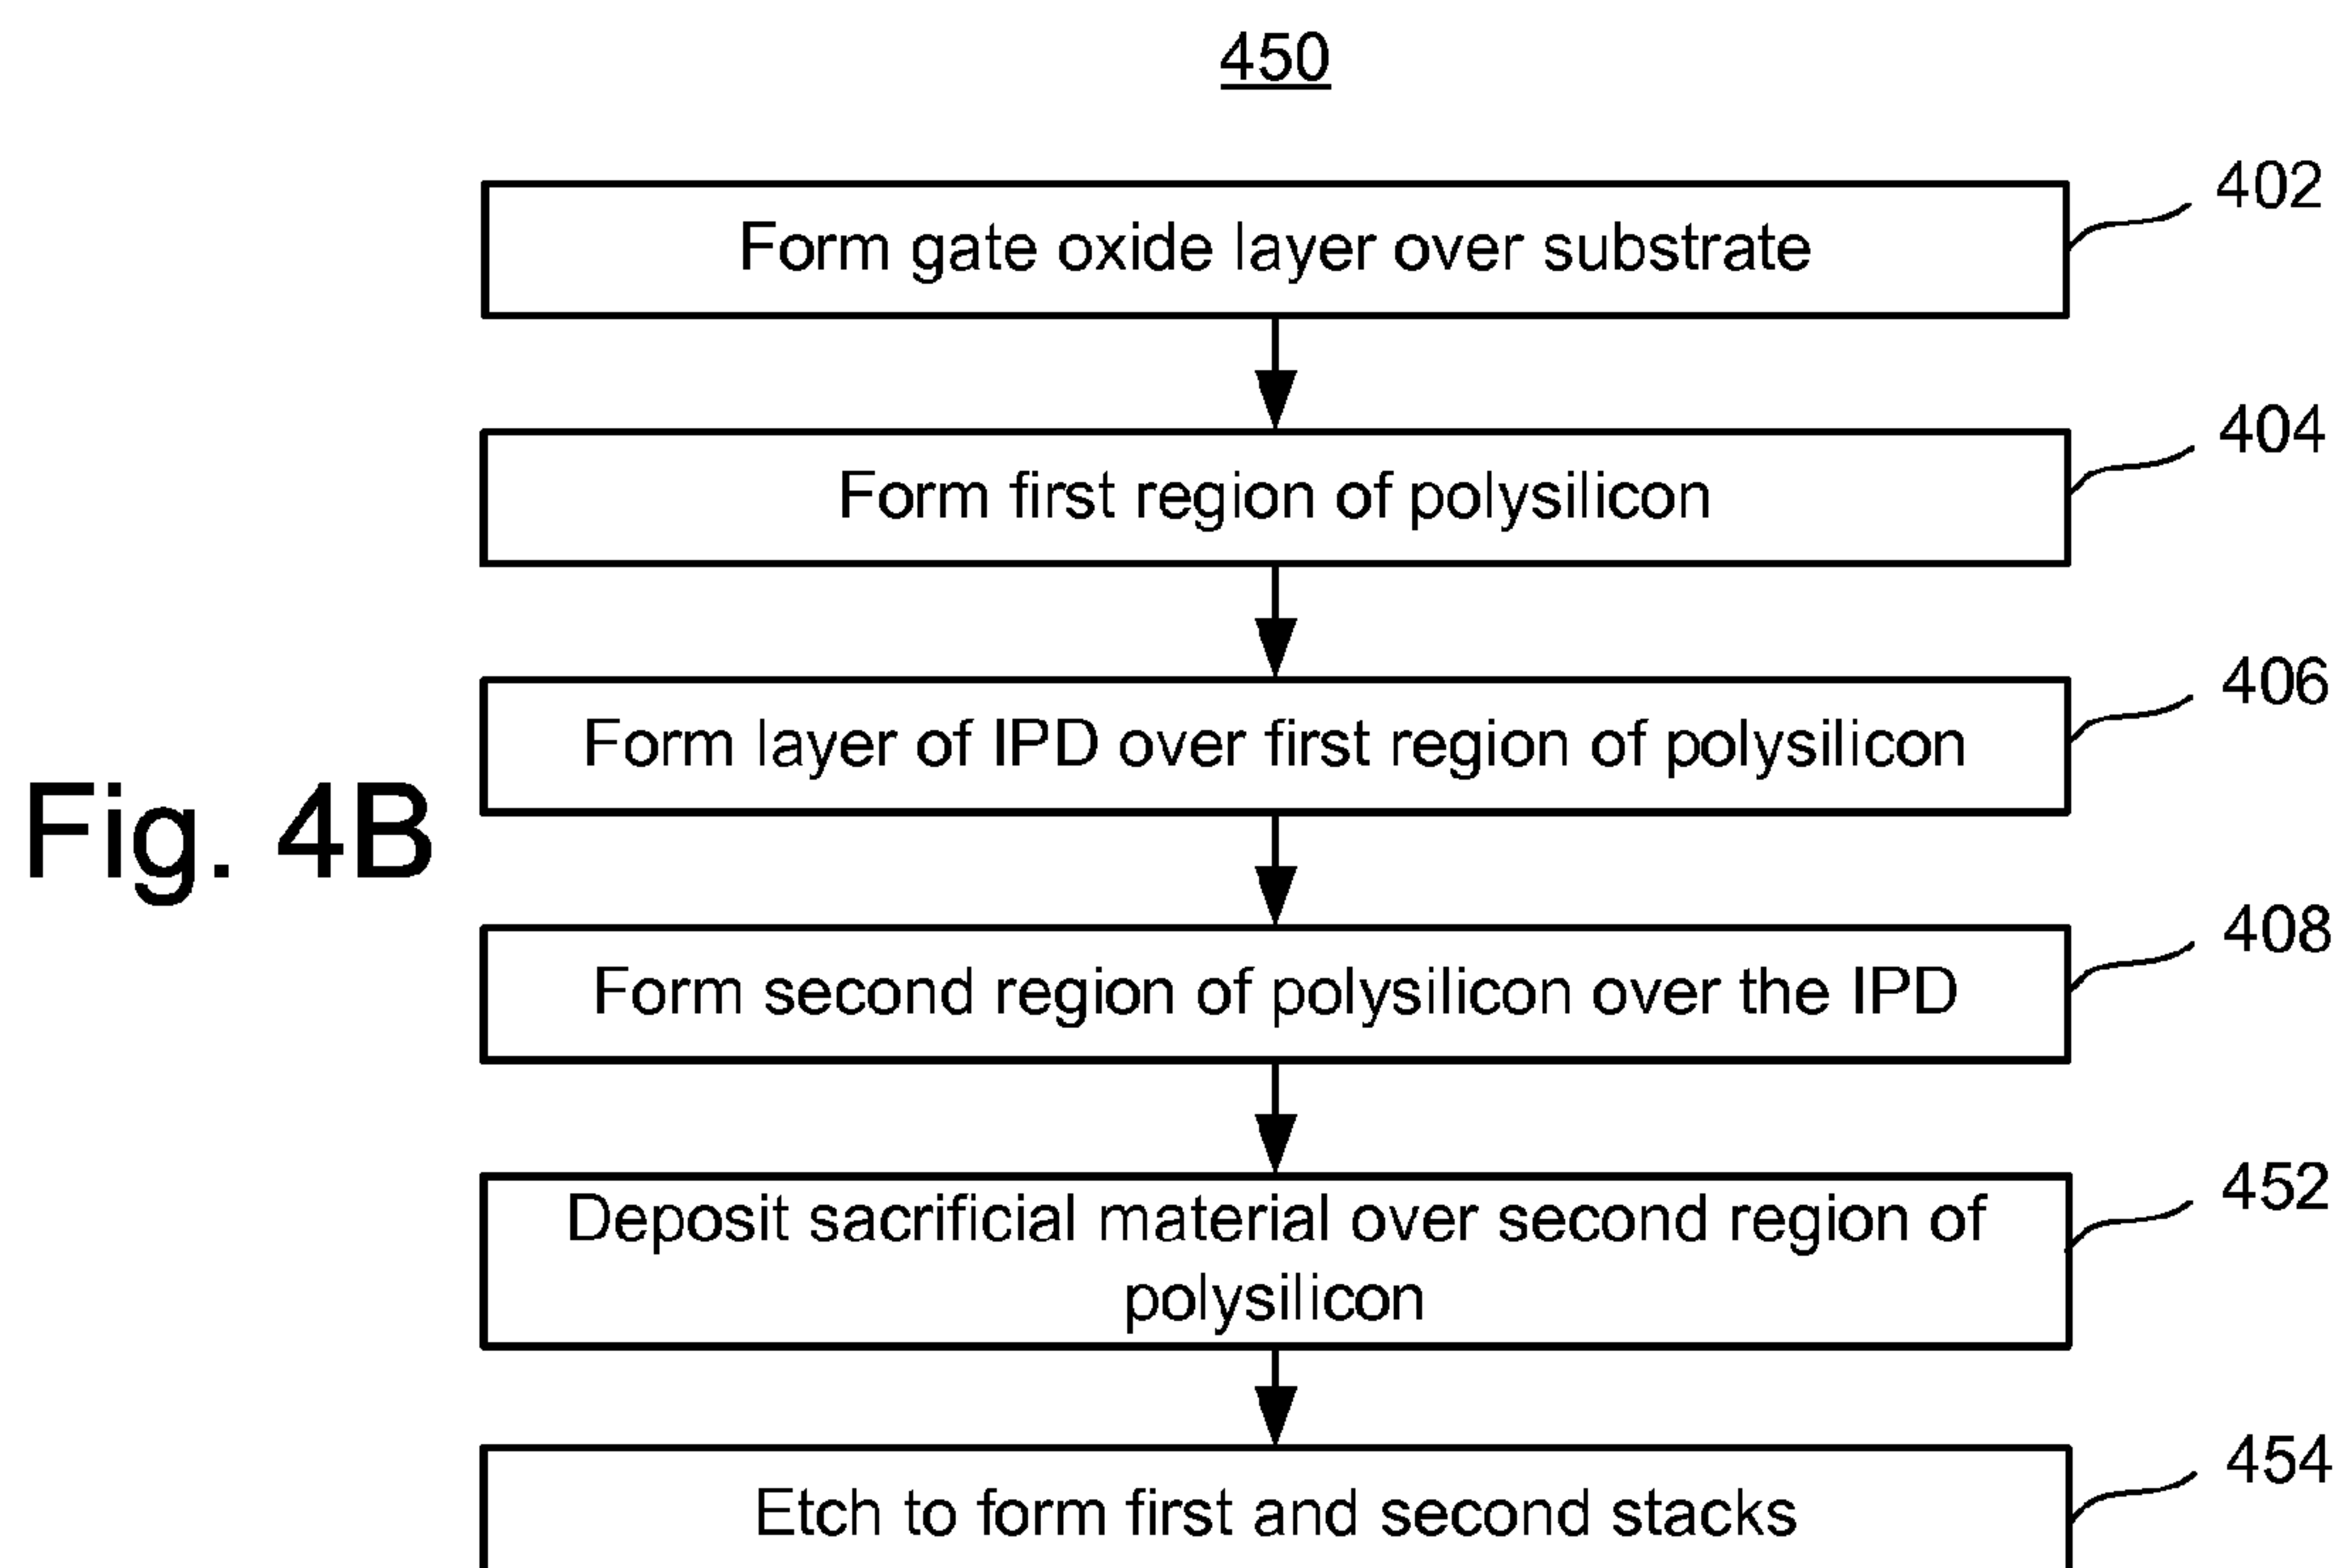 450
Form gate oxide layer over substrate
402
Form first region of polysilicon
404
Form layer of IPD over first region of polysilicon
406
Fig. 4B
Form second region of polysilicon over the IPD
408
Deposit sacrificial material over second region of
polysilicon
452
Etch to form first and second stacks
454